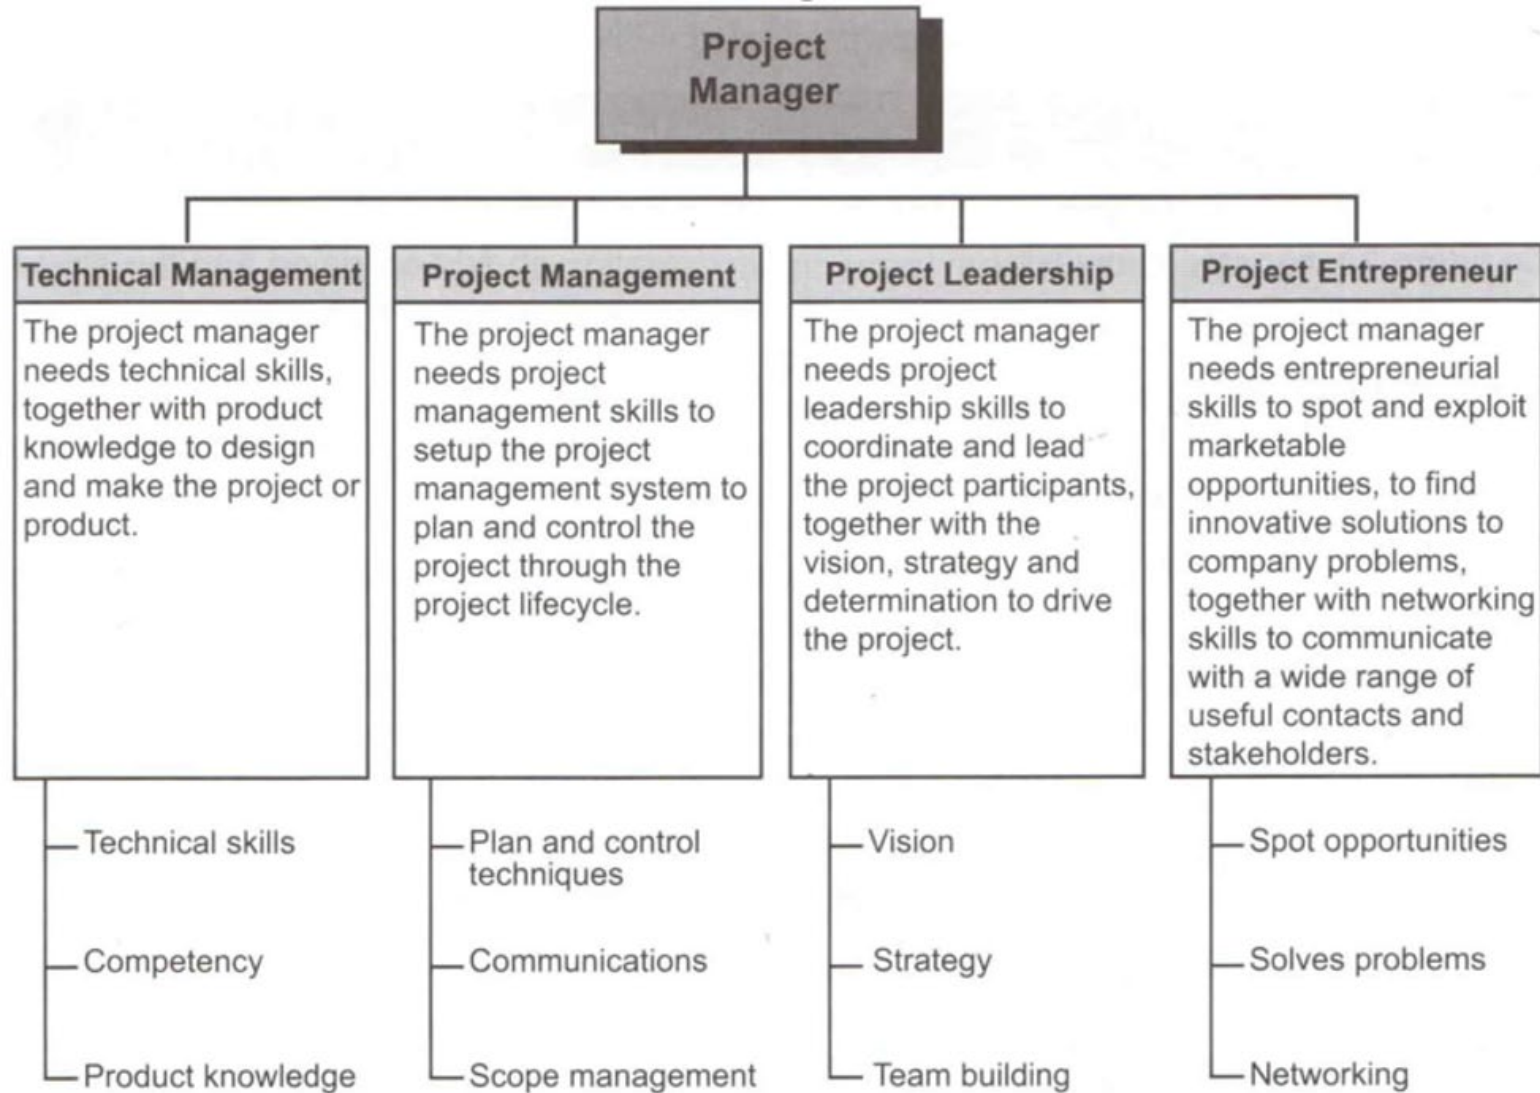 Project
Manager
Technical Management
The project manager
needs technical skills,
together with product
knowledge to design
and make the project or
product.
Technical skills
Competency
Product knowledge
Project Management
The project manager
needs project
management skills to
setup the project
management system to
plan and control the
project through the
project lifecycle.
Plan and control
techniques
Communications
Scope management
Project Leadership
The project manager
needs project
leadership skills to
coordinate and lead
the project participants,
together with the
vision, strategy and
determination to drive
the project.
Vision
Strategy
Team building
Project Entrepreneur
The project manager
needs entrepreneurial
skills to spot and exploit
marketable
opportunities, to find
innovative solutions to
company problems,
together with networking
skills to communicate
with a wide range of
useful contacts and
stakeholders.
Spot opportunities
Solves problems
Networking